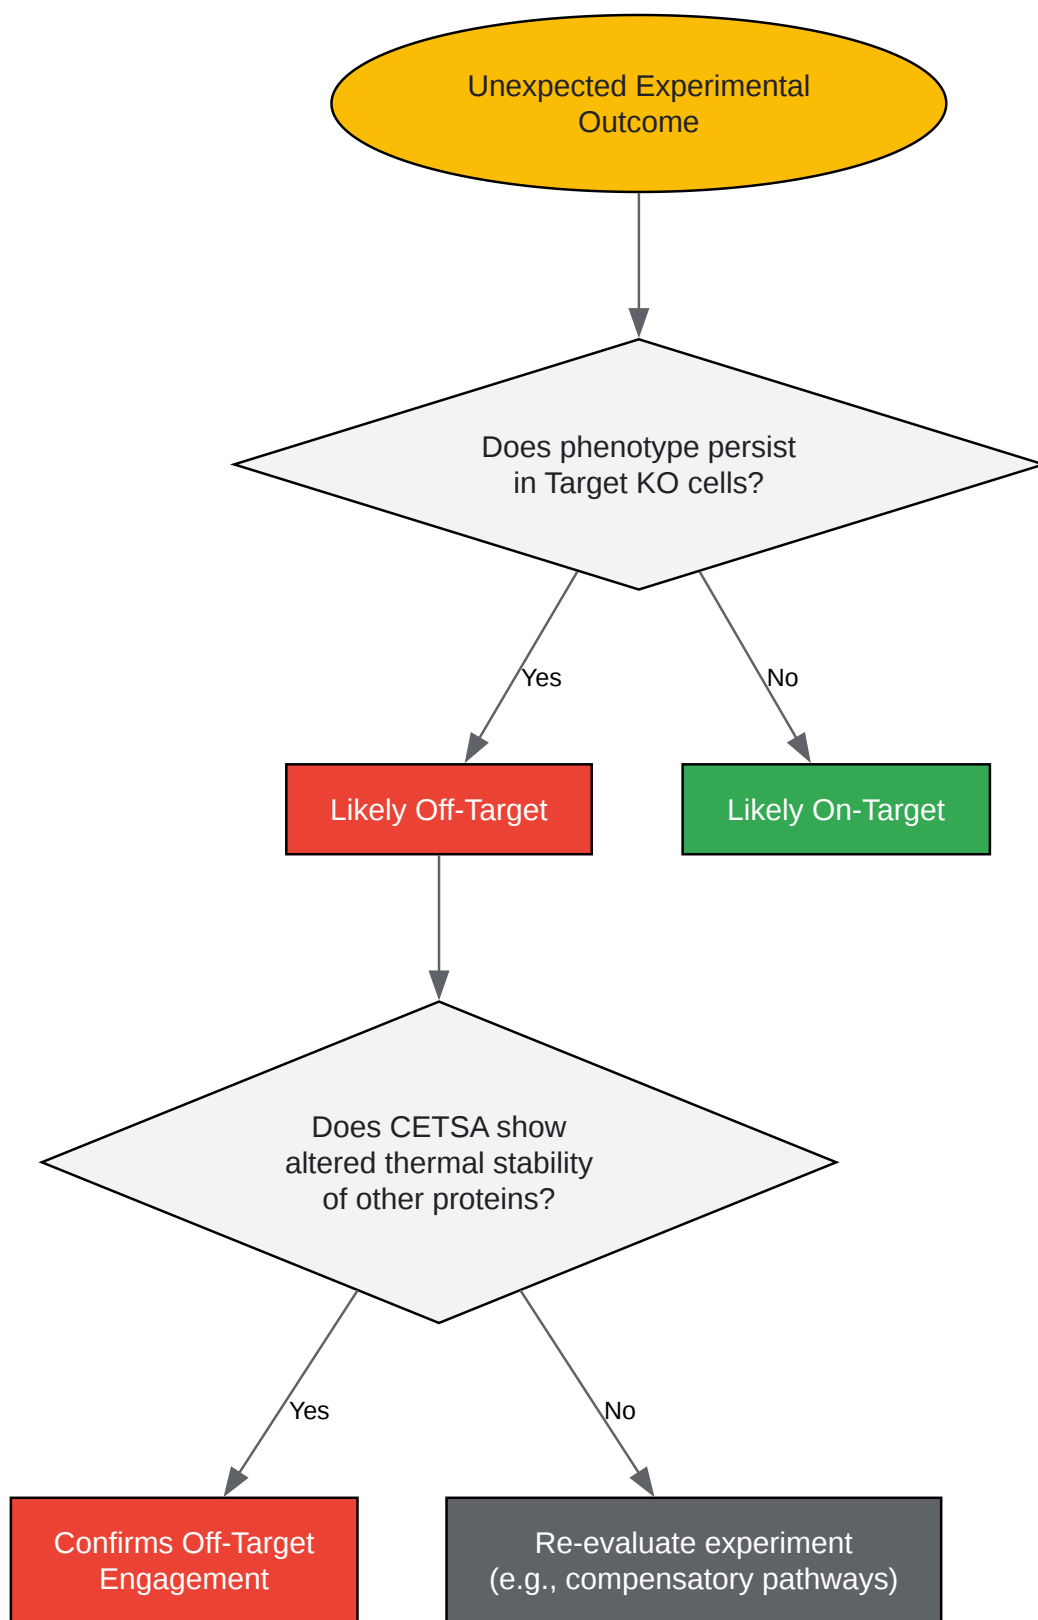 Unexpected Experimental
Outcome
Does phenotype persist
in Target KO cells?
Yes
No
Likely Off-Target
Likely On-Target
Does CETSA show
altered thermal stability
of other proteins?
Yes
No
Confirms Off-Target
Engagement
Re-evaluate experiment
(e.g., compensatory pathways)